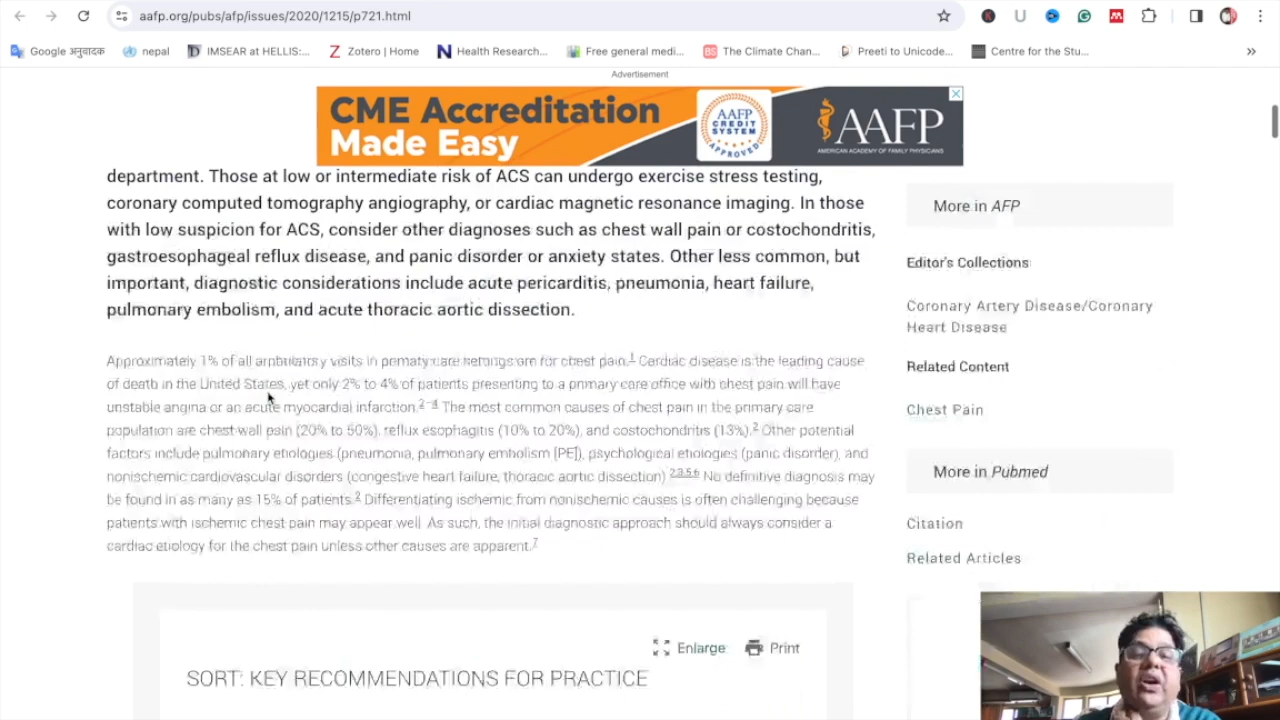 aafp.org/pubs/afp/issues/2020/1215/p721.html
Google अनुवादक
nepal
IMSEAR at HELLIS:...
Zotero | Home
Health Research...
Free general medi...
The Climate Chan...
Preeti to Unicode...
Centre for the Stu...
Advertisement
CME Accreditation
Made Easy
AAFP
CREDIT
SYSTEM
APPROVED
AAFP
AMERICAN ACADEMY OF FAMILY PHYSICIANS
department. Those at low or intermediate risk of ACS can undergo exercise stress testing,
coronary computed tomography angiography, or cardiac magnetic resonance imaging. In those
with low suspicion for ACS, consider other diagnoses such as chest wall pain or costochondritis,
gastroesophageal reflux disease, and panic disorder or anxiety states. Other less common, but
important, diagnostic considerations include acute pericarditis, pneumonia, heart failure,
pulmonary embolism, and acute thoracic aortic dissection.
Approximately 1% of all ambulatory visits in primary care settings are for chest pain.1 Cardiac disease is the leading cause
of death in the United States, yet only 2% to 4% of patients presenting to a primary care office with chest pain will have
unstable angina or an acute myocardial infarction.2–4 The most common causes of chest pain in the primary care
population are chest wall pain (20% to 50%), reflux esophagitis (10% to 20%), and costochondritis (13%).2 Other potential
factors include pulmonary etiologies (pneumonia, pulmonary embolism [PE]), psychological etiologies (panic disorder), and
nonischemic cardiovascular disorders (congestive heart failure, thoracic aortic dissection) 2,3,5,6 No definitive diagnosis may
be found in as many as 15% of patients.2 Differentiating ischemic from nonischemic causes is often challenging because
patients with ischemic chest pain may appear well. As such, the initial diagnostic approach should always consider a
cardiac etiology for the chest pain unless other causes are apparent.7
Enlarge
Print
SORT: KEY RECOMMENDATIONS FOR PRACTICE
More in AFP
Editor's Collections
Coronary Artery Disease/Coronary
Heart Disease
Related Content
Chest Pain
More in Pubmed
Citation
Related Articles